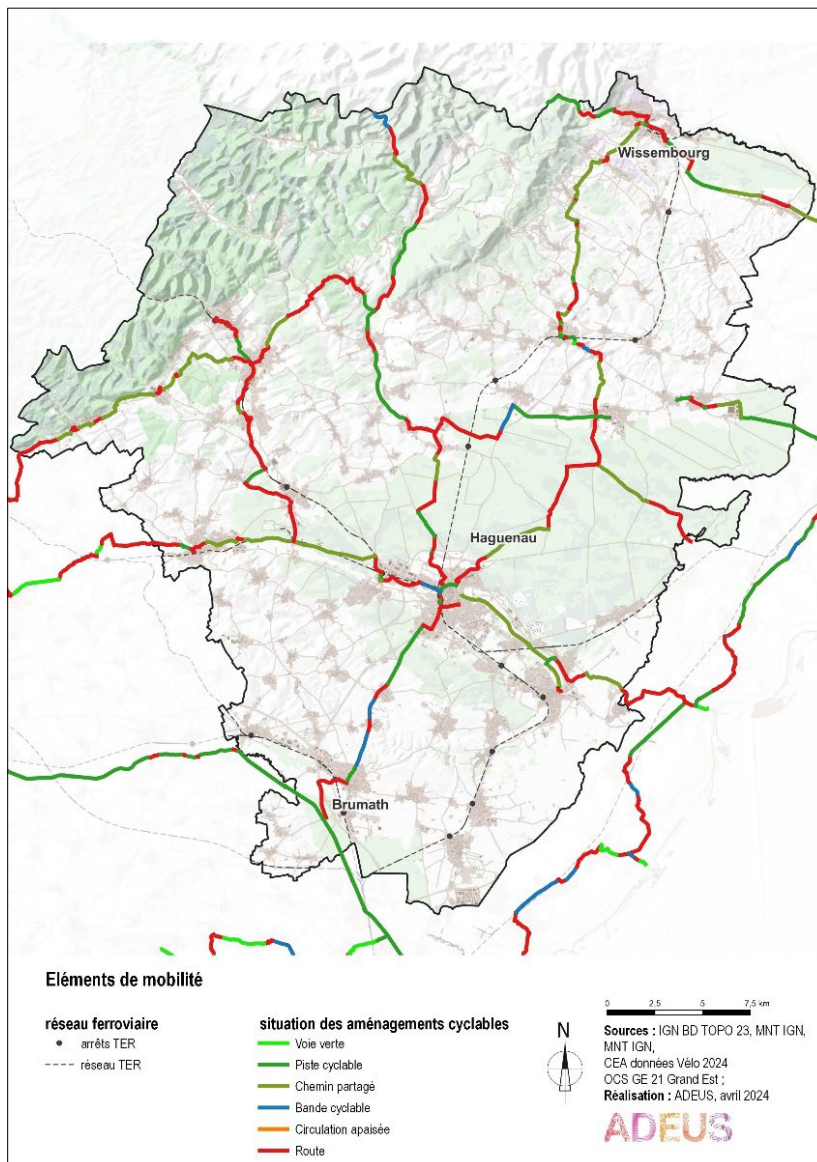 Wissembourg
Haguenau
Brumath
Eléments de mobilité
réseau ferroviaire
arrêts TER
réseau TER
situation des aménagements cyclables
Voie verte
Piste cyclable
Chemin partagé
Bande cyclable
Circulation apaisée
Route
N
0 2,5 5 7,5 km
Sources : IGN BD TOPO 23, MNT IGN,
MNT IGN,
CEA données Vélo 2024
OCS GE 21 Grand Est ;
Réalisation : ADEUS, avril 2024
ADEUS